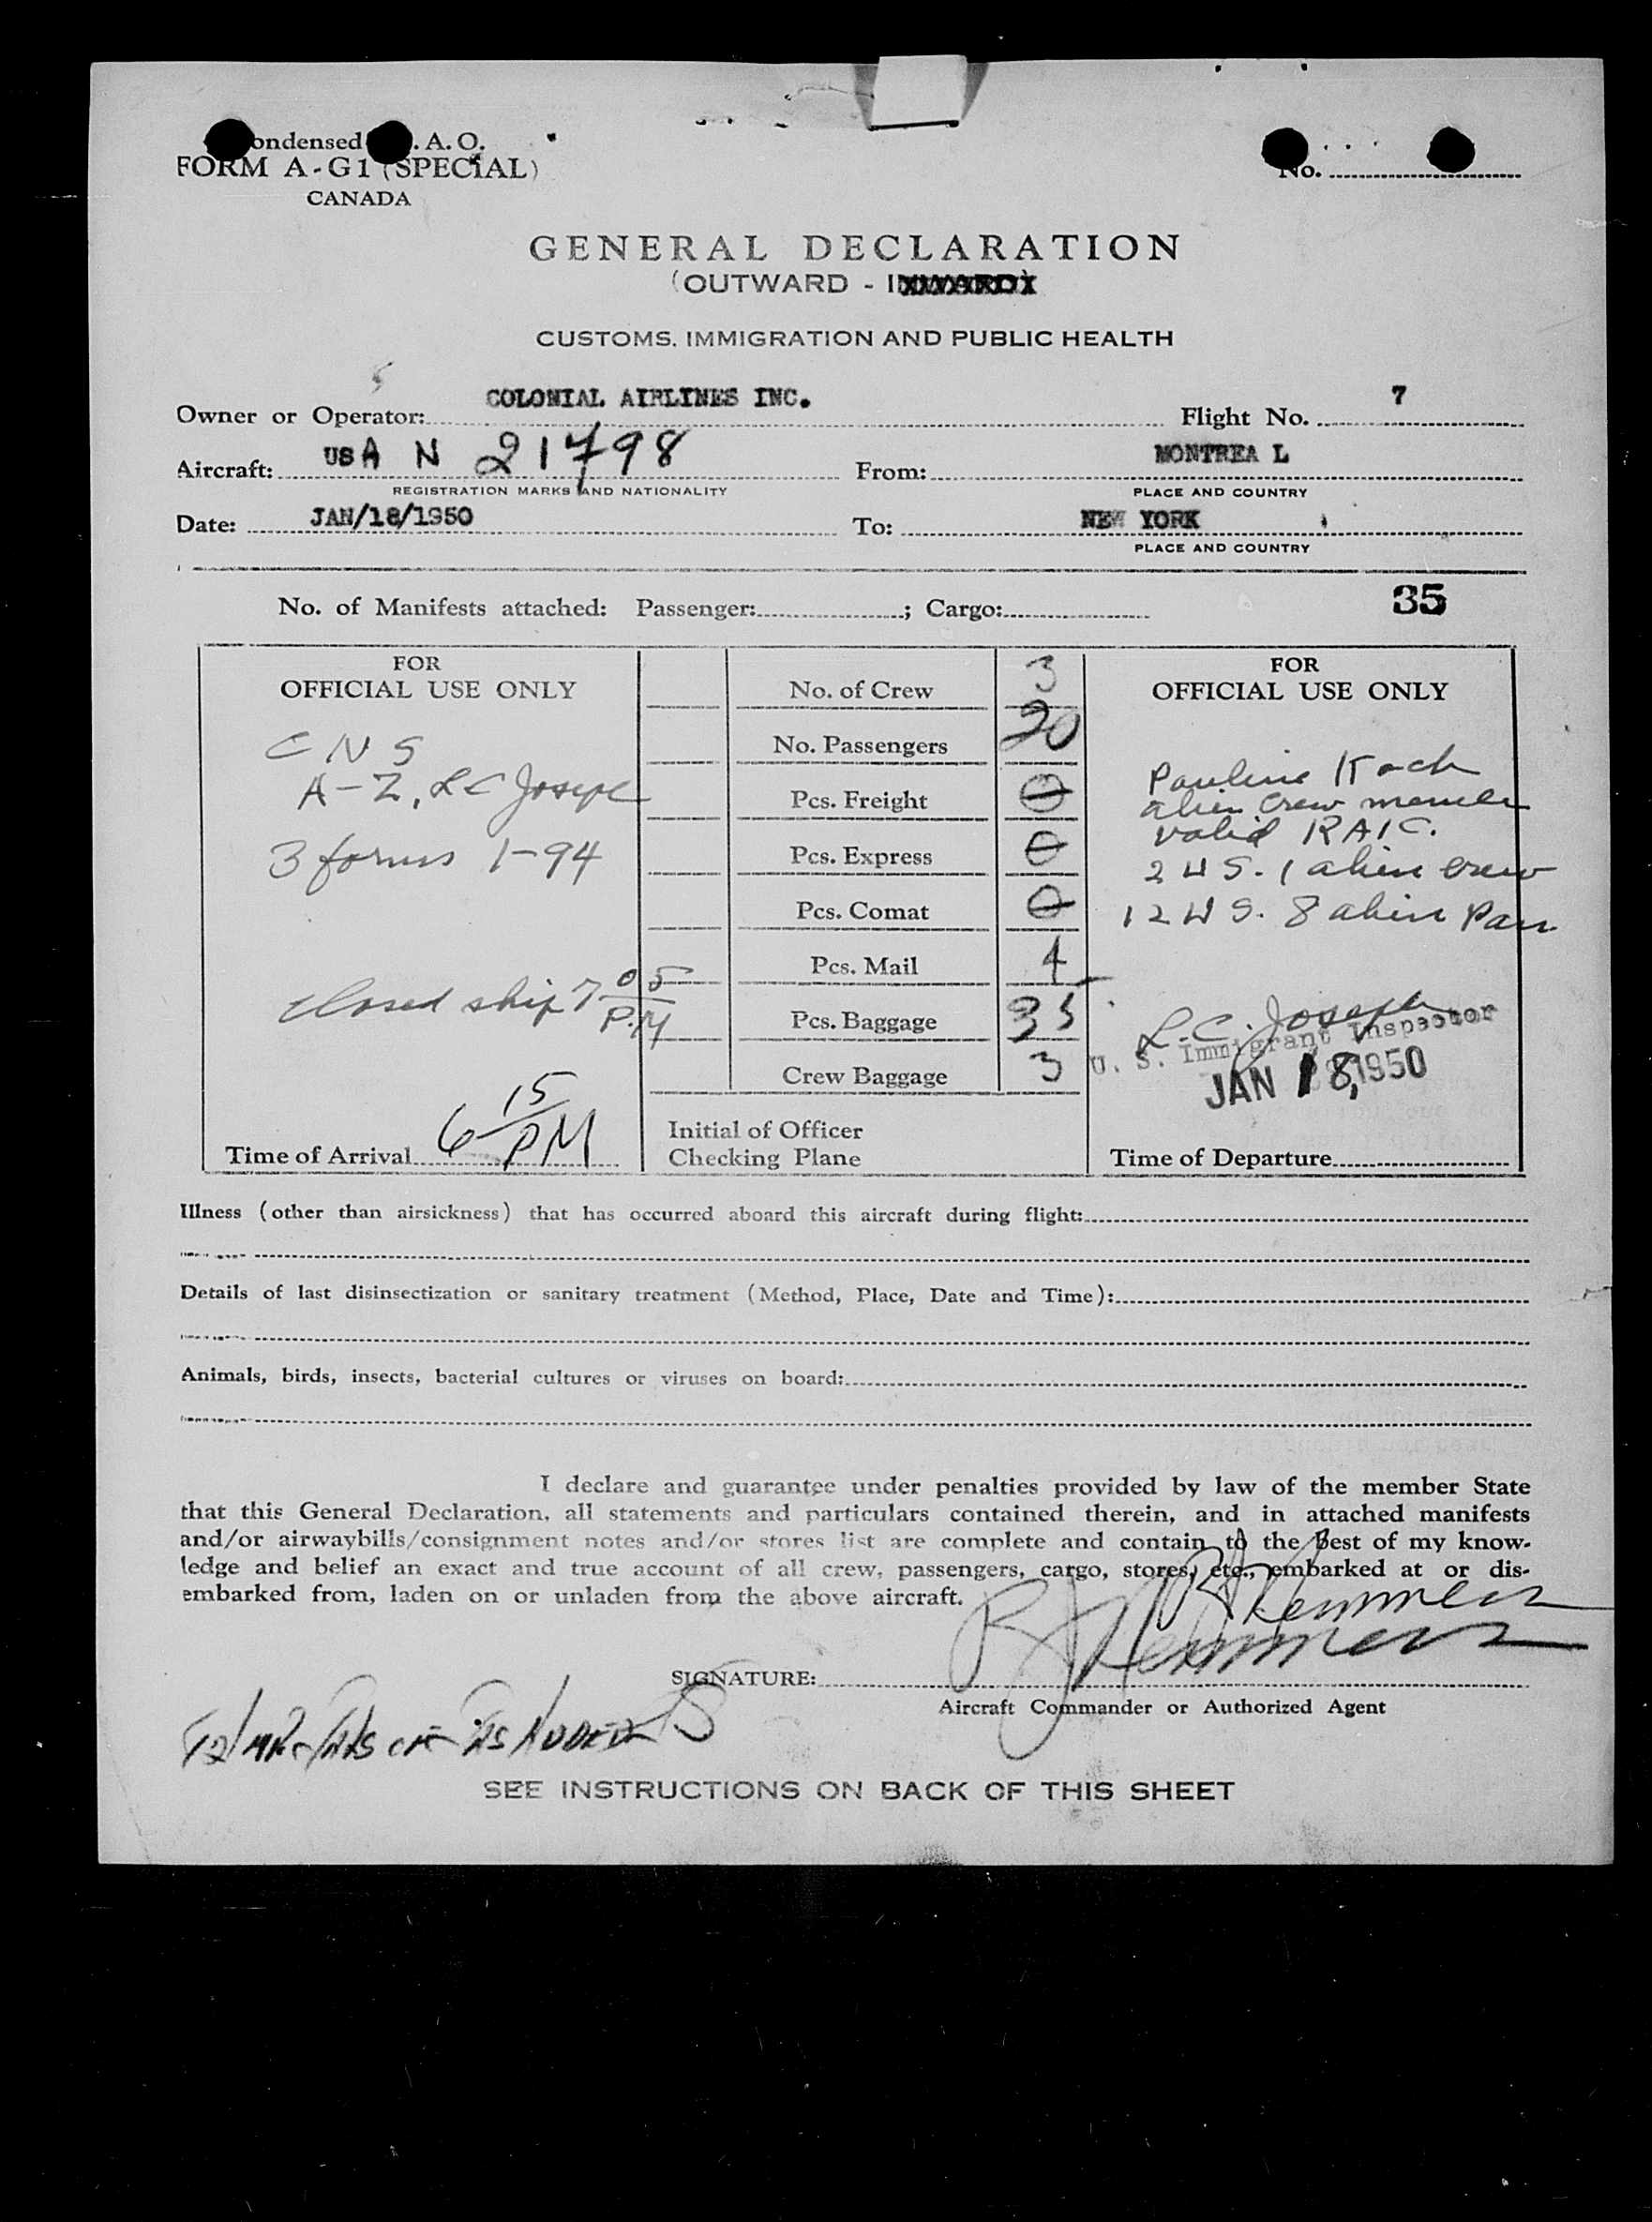 ondensed . A. O.
FORM A-G1 (SPECIAL)
CANADA
No.
GENERAL DECLARATION
(OUTWARD - I
CUSTOMS, IMMIGRATION AND PUBLIC HEALTH
Owner or Operator: COLONIAL AIRLINES INC. Flight No. 7
Aircraft: USA N 21798 From: MONTREA L
REGISTRATION MARKS AND NATIONALITY PLACE AND COUNTRY
Date: JAN/18/1950 To: NEW YORK
PLACE AND COUNTRY
No. of Manifests attached: Passenger: ; Cargo: 35
FOR
OFFICIAL USE ONLY
C N S
A-Z, LC Joseph
3 forms 1-94
Closed ship 7 05 P.M
Time of Arrival 6 15 PM
No. of Crew 3
No. Passengers 20
Pcs. Freight 0
Pcs. Express 0
Pcs. Comat 0
Pcs. Mail 4
Pcs. Baggage 35
Crew Baggage 3
Initial of Officer
Checking Plane
FOR
OFFICIAL USE ONLY
Pauline Koch
alien crew member
valid RAIC.
2 US. 1 alien crew
12 US. 8 alien Pass
L.C. Joseph
U. S. Immigrant Inspector
JAN 18 1950
Time of Departure
Illness (other than airsickness) that has occurred aboard this aircraft during flight:
Details of last disinsectization or sanitary treatment (Method, Place, Date and Time):
Animals, birds, insects, bacterial cultures or viruses on board:
I declare and guarantee under penalties provided by law of the member State
that this General Declaration, all statements and particulars contained therein, and in attached manifests
and/or airwaybills/consignment notes and/or stores list are complete and contain to the best of my know-
ledge and belief an exact and true account of all crew, passengers, cargo, stores, etc., embarked at or dis-
embarked from, laden on or unladen from the above aircraft.
SIGNATURE:
Aircraft Commander or Authorized Agent
SEE INSTRUCTIONS ON BACK OF THIS SHEET